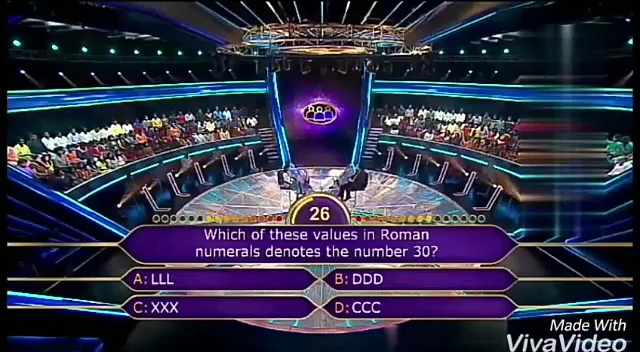 26
Which of these values in Roman
numerals denotes the number 30?
A: LLL
B: DDD
C: XXX
D: CCC
Made With
VivaVideo